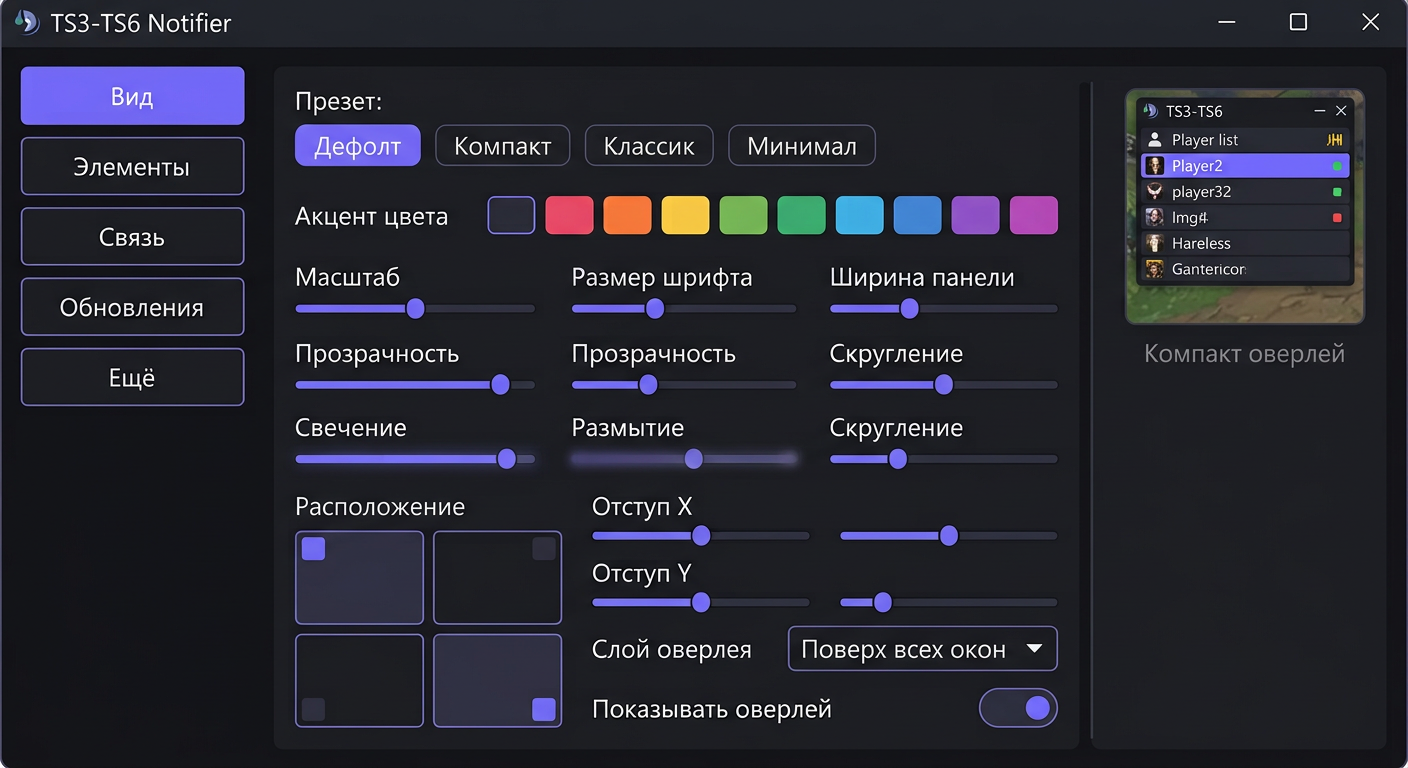 TS3-TS6 Notifier
Вид
Элементы
Связь
Обновления
Ещё
Презет:
Дефолт Компакт Классик Минимал
Акцент цвета
Масштаб Размер шрифта Ширина панели
Прозрачность Прозрачность Скругление
Свечение Размытие Скругление
Расположение Отступ X
Отступ Y
Слой оверлея Поверх всех окон
Показывать оверлей
TS3-TS6
Player list
Player2
player32
Img#
Hareless
Gantericon
Компакт оверлей